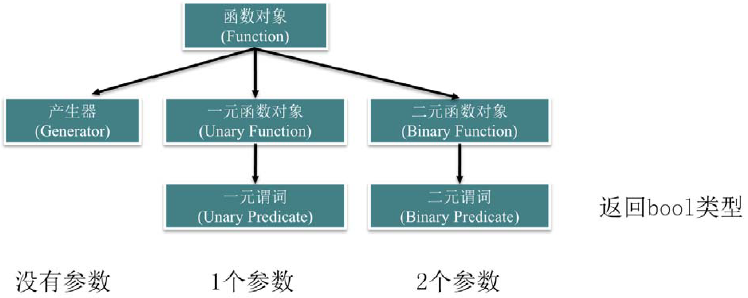 函数对象
(Function)
产生器
(Generator)
一元函数对象
(Unary Function)
二元函数对象
(Binary Function)
一元谓词
(Unary Predicate)
二元谓词
(Binary Predicate)
返回bool类型
没有参数
1个参数
2个参数